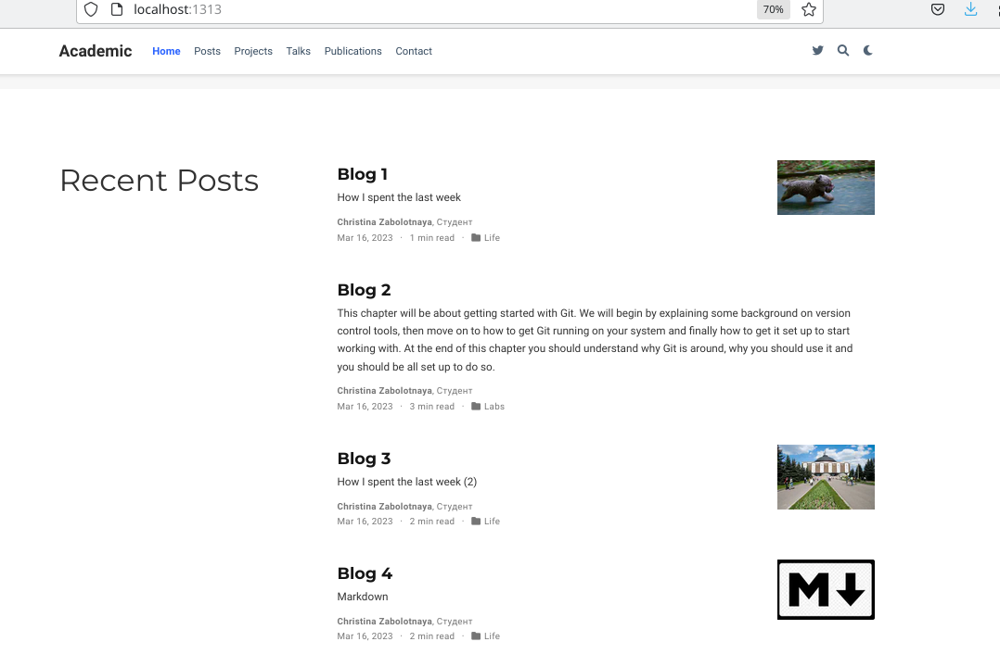 localhost:1313
70%
Academic Home Posts Projects Talks Publications Contact
Recent Posts
Blog 1
How I spent the last week
Christina Zabolotnaya, Студент
Mar 16, 2023 · 1 min read · Life
Blog 2
This chapter will be about getting started with Git. We will begin by explaining some background on version
control tools, then move on to how to get Git running on your system and finally how to get it set up to start
working with. At the end of this chapter you should understand why Git is around, why you should use it and
you should be all set up to do so.
Christina Zabolotnaya, Студент
Mar 16, 2023 · 3 min read · Labs
Blog 3
How I spent the last week (2)
Christina Zabolotnaya, Студент
Mar 16, 2023 · 2 min read · Life
Blog 4
Markdown
Christina Zabolotnaya, Студент
Mar 16, 2023 · 2 min read · Life
M